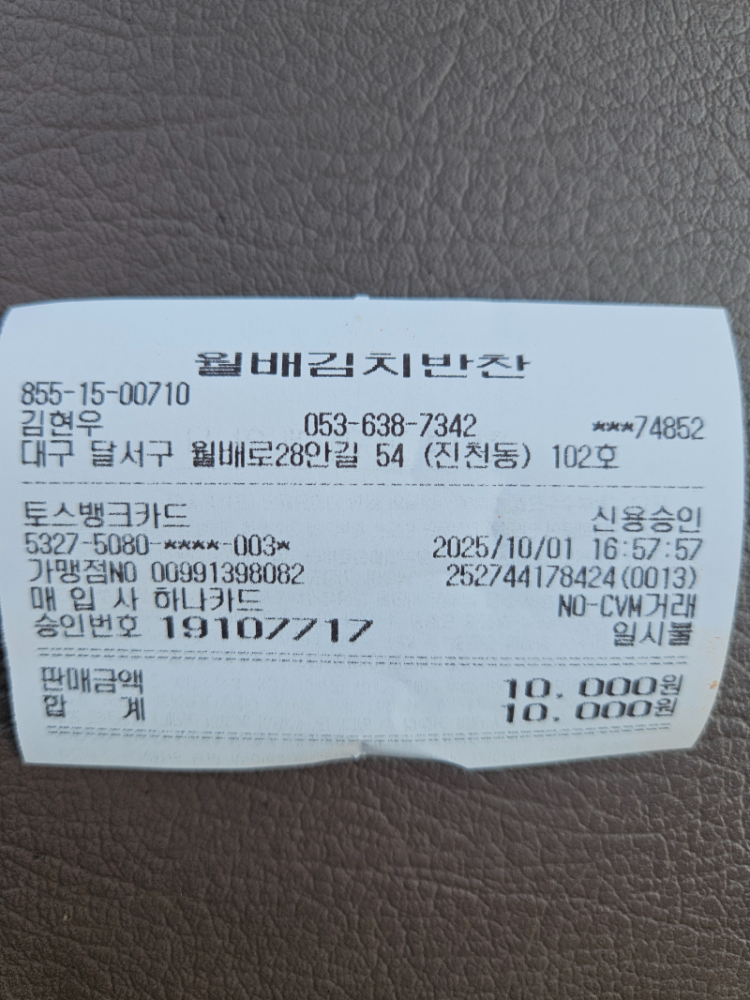 월배김치반찬
855-15-00710
김현우 053-638-7342 ***74852
대구 달서구 월배로28안길 54 (진천동) 102호
토스뱅크카드 신용승인
5327-5080-****-003* 2025/10/01 16:57:57
가맹점NO 00991398082 252744178424(0013)
매 입 사 하나카드 NO-CVM거래
승인번호 19107717 일시불
판매금액 10.000원
합 계 10.000원